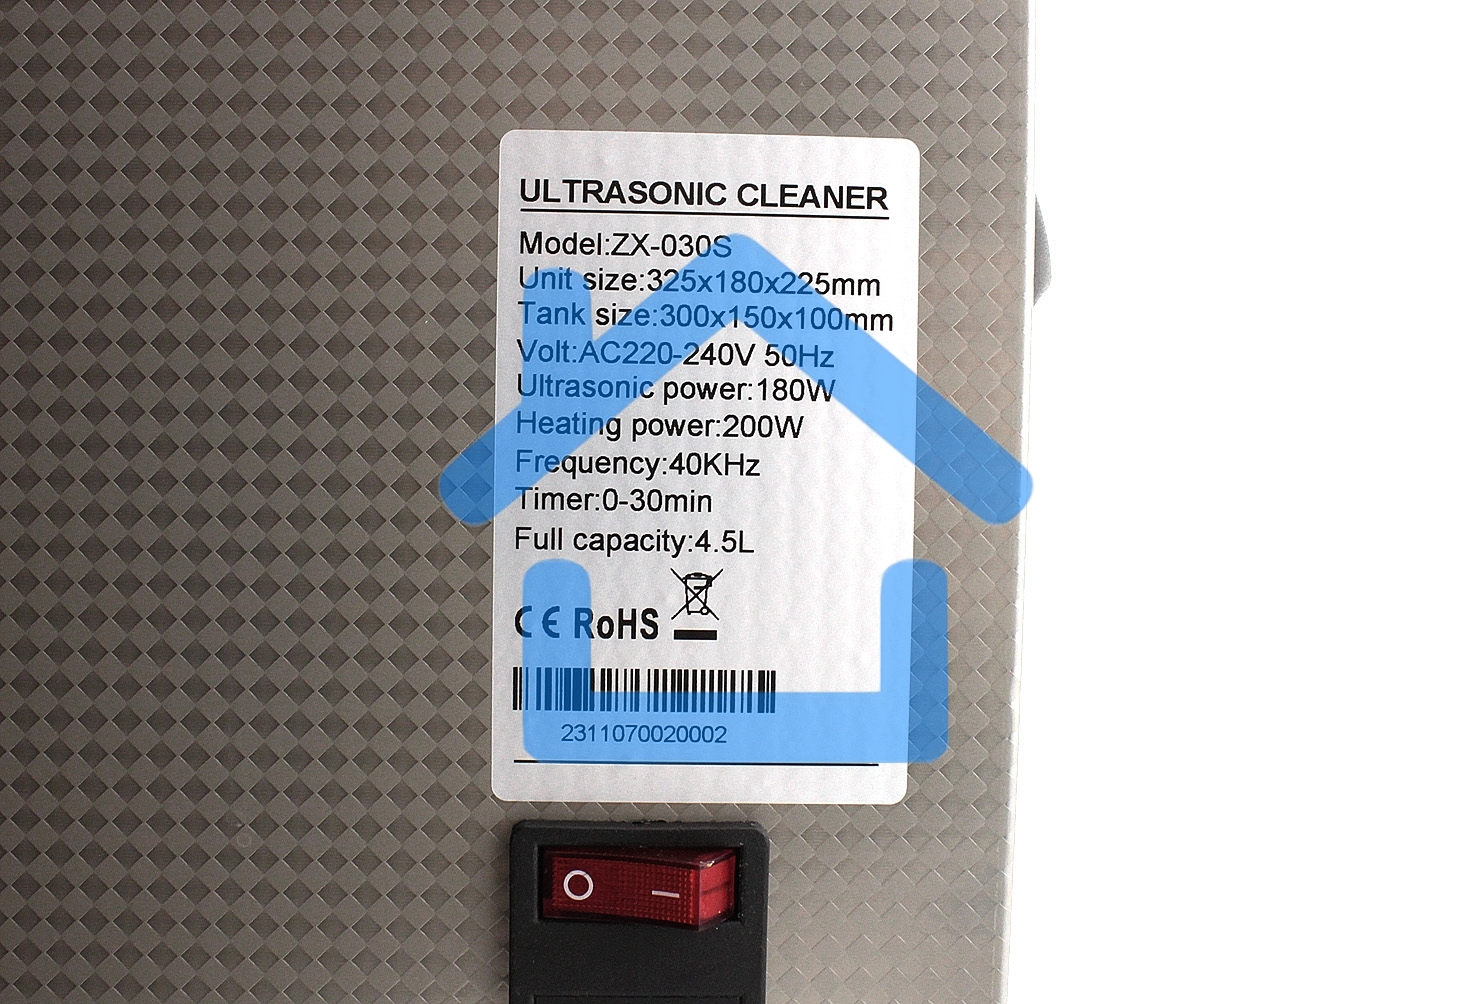 ULTRASONIC CLEANER
Model:ZX-030S
Unit size:325x180x225mm
Tank size:300x150x100mm
Volt:AC220-240V 50Hz
Ultrasonic power:180W
Heating power:200W
Frequency:40KHz
Timer:0-30min
Full capacity:4.5L
CE RoHS
2311070020002